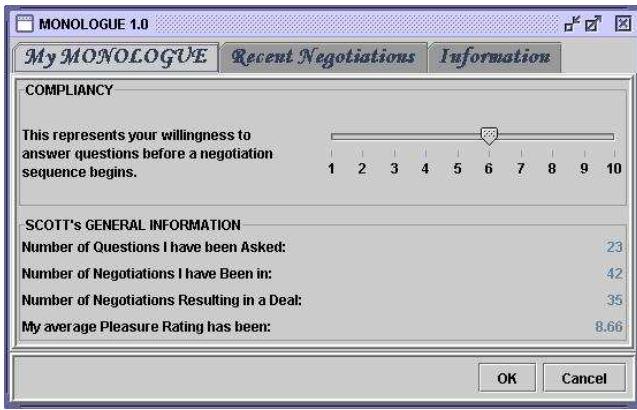 MONOLOGUE 1.0
My MONOLOGUE Recent Negotiations Information
COMPLIANCY
This represents your willingness to
answer questions before a negotiation
sequence begins.
1 2 3 4 5 6 7 8 9 10
SCOTT's GENERAL INFORMATION
Number of Questions I have been Asked: 23
Number of Negotiations I have Been in: 42
Number of Negotiations Resulting in a Deal: 35
My average Pleasure Rating has been: 8.66
OK Cancel